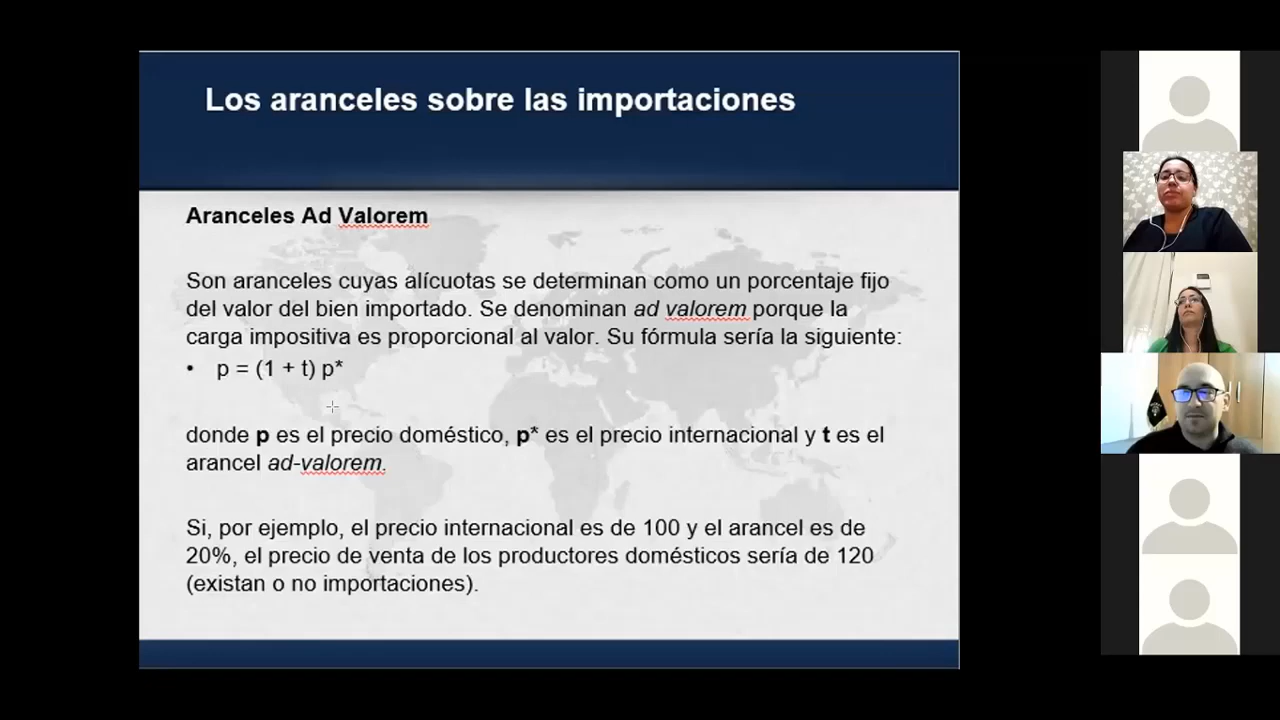 Los aranceles sobre las importaciones
Aranceles Ad Valorem
Son aranceles cuyas alícuotas se determinan como un porcentaje fijo
del valor del bien importado. Se denominan ad valorem porque la
carga impositiva es proporcional al valor. Su fórmula sería la siguiente:
• p = (1 + t) p*
donde p es el precio doméstico, p* es el precio internacional y t es el
arancel ad-valorem.
Si, por ejemplo, el precio internacional es de 100 y el arancel es de
20%, el precio de venta de los productores domésticos sería de 120
(existan o no importaciones).